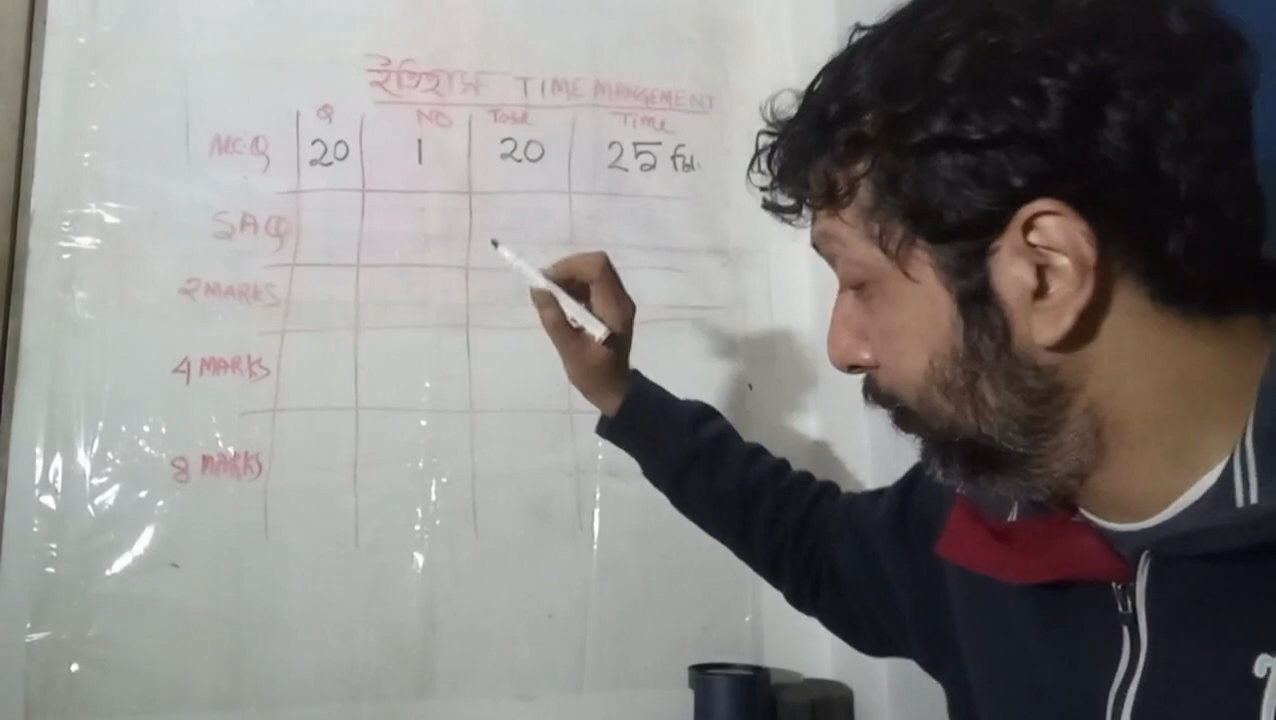 ইতিহাস TIME MANGEMENT
Q NO Total Time
MCQ 20 1 20 25 মি.
SAQ
2 MARKS
4 MARKS
8 MARKS